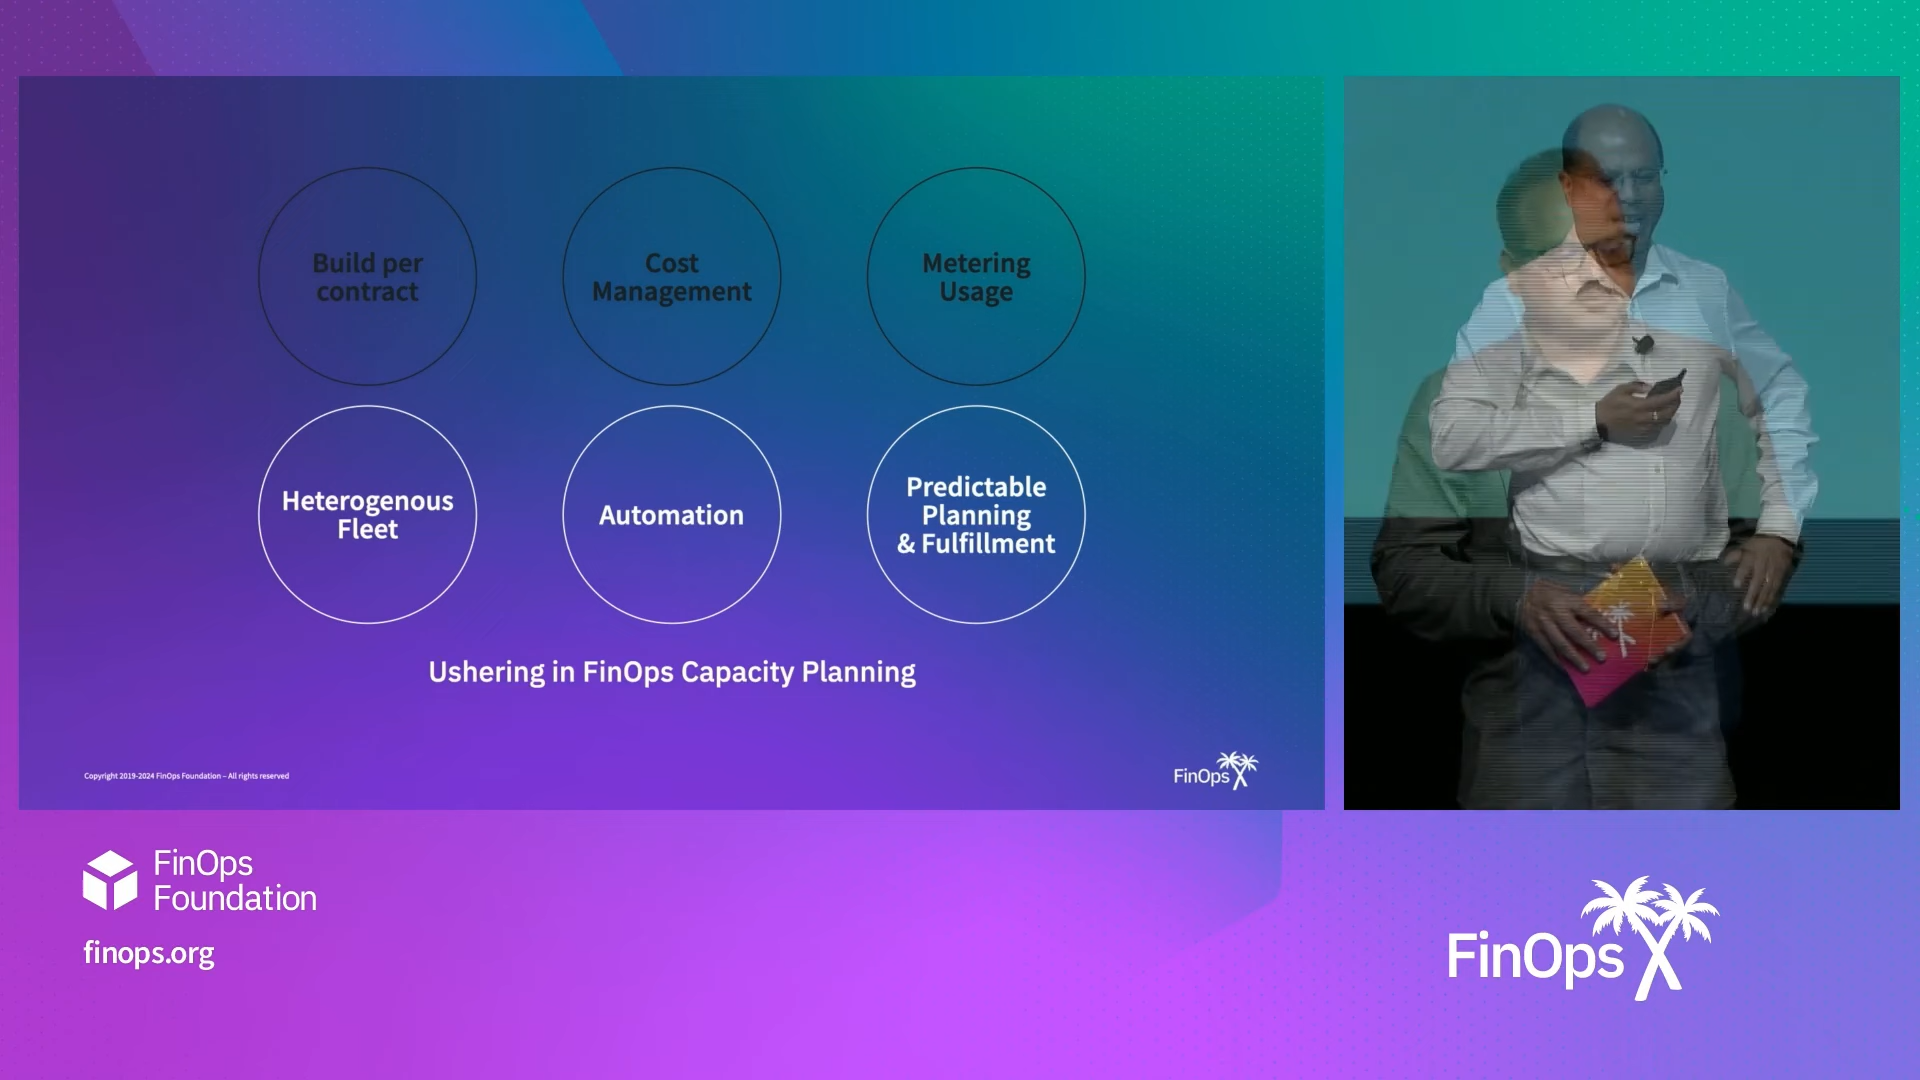 Build per
contract
Cost
Management
Metering
Usage
Heterogenous
Fleet
Automation
Predictable
Planning
& Fulfillment
Ushering in FinOps Capacity Planning
Copyright 2019-2024 FinOps Foundation – All rights reserved
FinOps X
FinOps
Foundation
finops.org
FinOps X